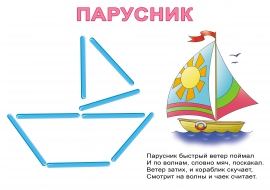 ПАРУСНИК
Парусник быстрый ветер поймал
И по волнам, словно мяч, поскакал.
Ветер затих, и кораблик скучает,
Смотрит на волны и чаек считает.